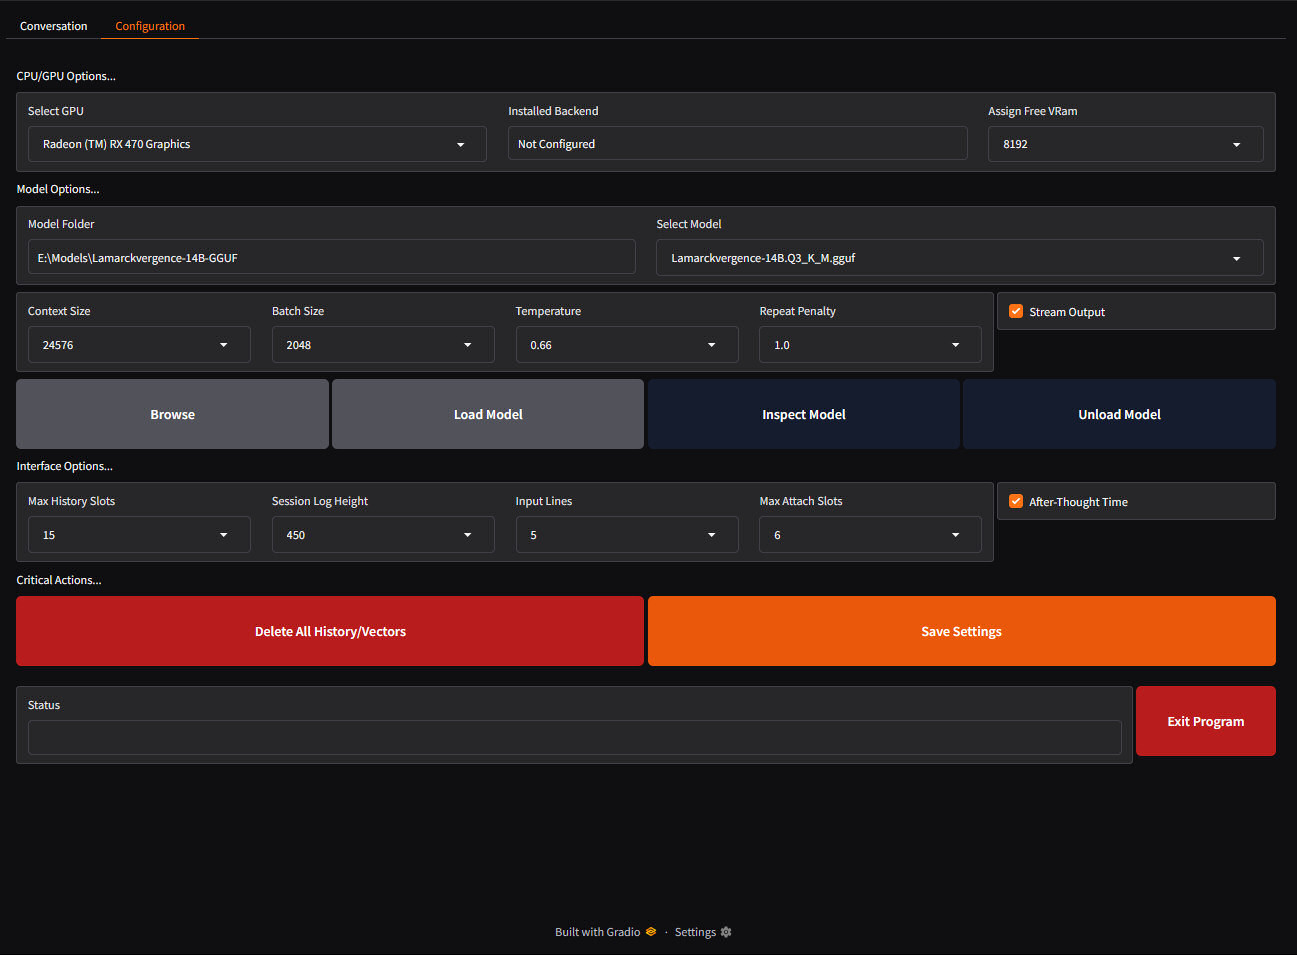 Conversation Configuration
CPU/GPU Options...
Select GPU Installed Backend Assign Free VRam
Radeon (TM) RX 470 Graphics Not Configured 8192
Model Options...
Model Folder Select Model
E:\Models\Lamarckvergence-14B-GGUF Lamarckvergence-14B.Q3_K_M.gguf
Context Size Batch Size Temperature Repeat Penalty Stream Output
24576 2048 0.66 1.0
Browse Load Model Inspect Model Unload Model
Interface Options...
Max History Slots Session Log Height Input Lines Max Attach Slots After-Thought Time
15 450 5 6
Critical Actions...
Delete All History/Vectors Save Settings
Status
Exit Program
Built with Gradio · Settings